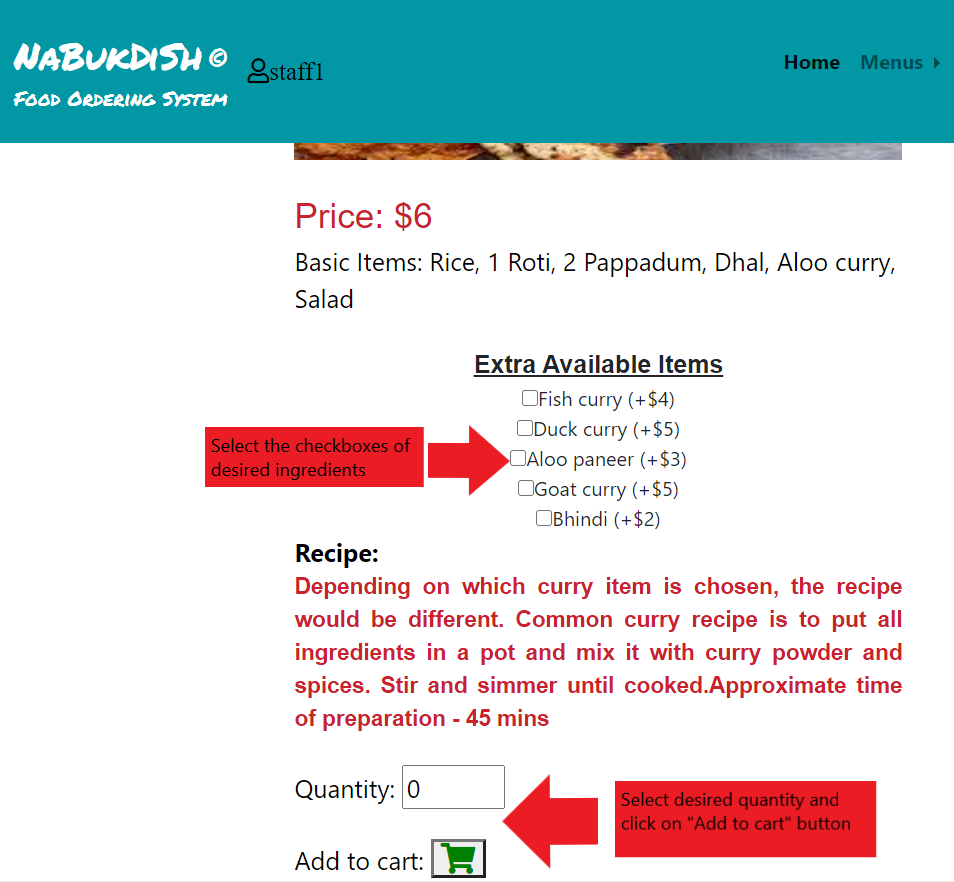 NaBukDiSh ©
Food Ordering System
staff1
Home Menus
Price: $6
Basic Items: Rice, 1 Roti, 2 Pappadum, Dhal, Aloo curry,
Salad
Extra Available Items
Fish curry (+$4)
Duck curry (+$5)
Select the checkboxes of
desired ingredients
Aloo paneer (+$3)
Goat curry (+$5)
Bhindi (+$2)
Recipe:
Depending on which curry item is chosen, the recipe
would be different. Common curry recipe is to put all
ingredients in a pot and mix it with curry powder and
spices. Stir and simmer until cooked.Approximate time
of preparation - 45 mins
Quantity: 0
Select desired quantity and
click on "Add to cart" button
Add to cart: